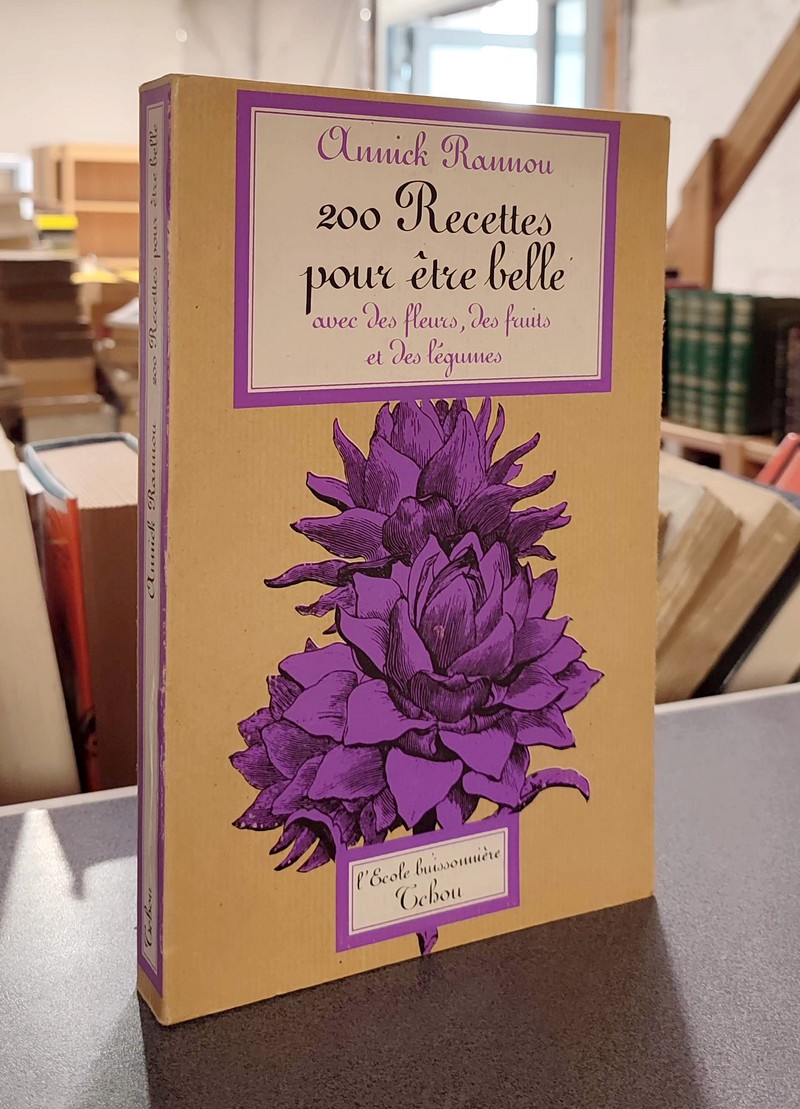 Annick Rannou
200 Recettes
pour être belle
avec des fleurs, des fruits
et des légumes
l'Ecole buissonnière
Tchou
Tchou Annick Rannou 200 Recettes pour être belle